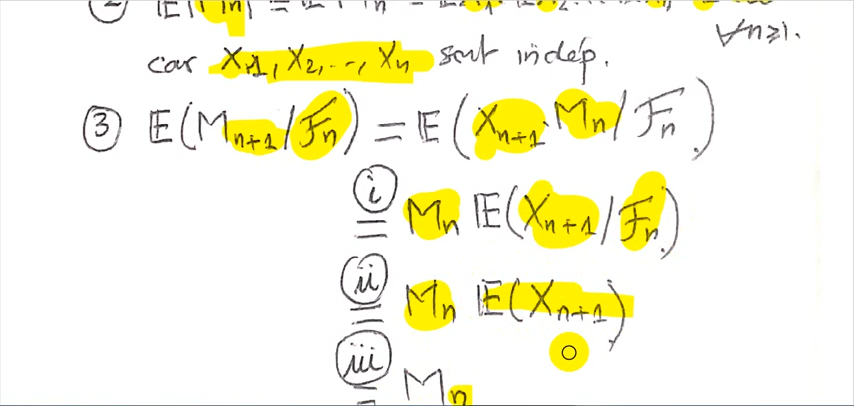 ∀n≥1.
car X₁, X₂, ..., Xₙ sont indép.
③ 𝔼(Mₙ₊₁/ℱₙ) = 𝔼(Xₙ₊₁.Mₙ/ℱₙ)
(i) = Mₙ 𝔼(Xₙ₊₁/ℱₙ)
(ii) = Mₙ 𝔼(Xₙ₊₁)
(iii) = Mₙ